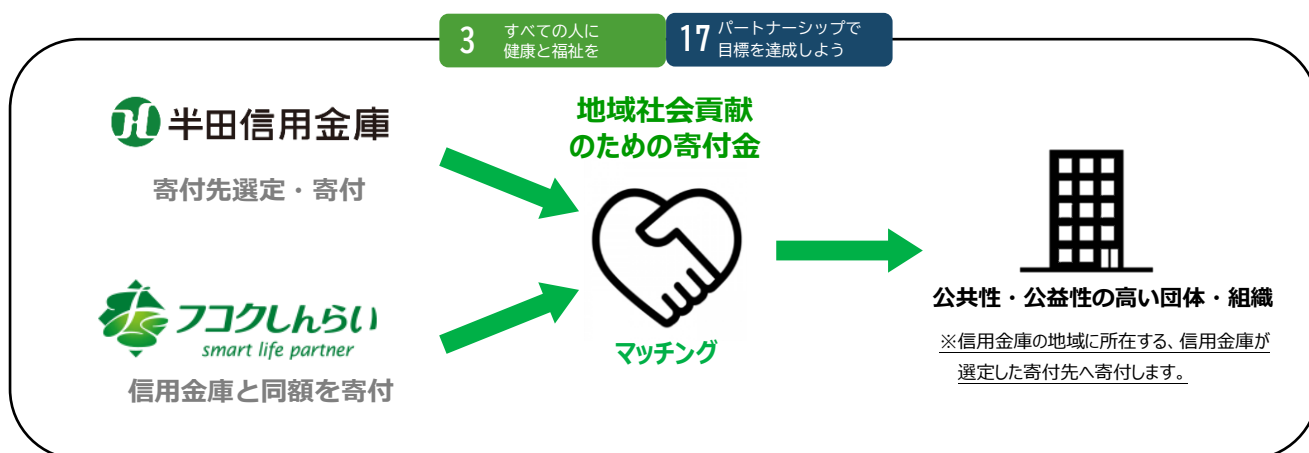 3
すべての人に
健康と福祉を
17
パートナーシップで
目標を達成しよう
半田信用金庫
寄付先選定・寄付
フコクしんらい
smart life partner
信用金庫と同額を寄付
地域社会貢献
のための寄付金
マッチング
公共性・公益性の高い団体・組織
※信用金庫の地域に所在する、信用金庫が
選定した寄付先へ寄付します。